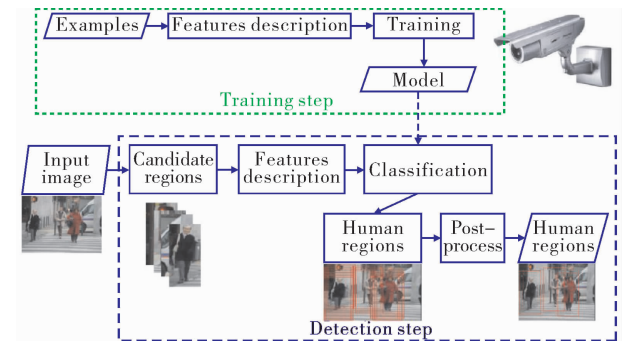 Examples
Features description
Training
Model
Training step
Input
image
Candidate
regions
Features
description
Classification
Human
regions
Post-
process
Human
regions
Detection step